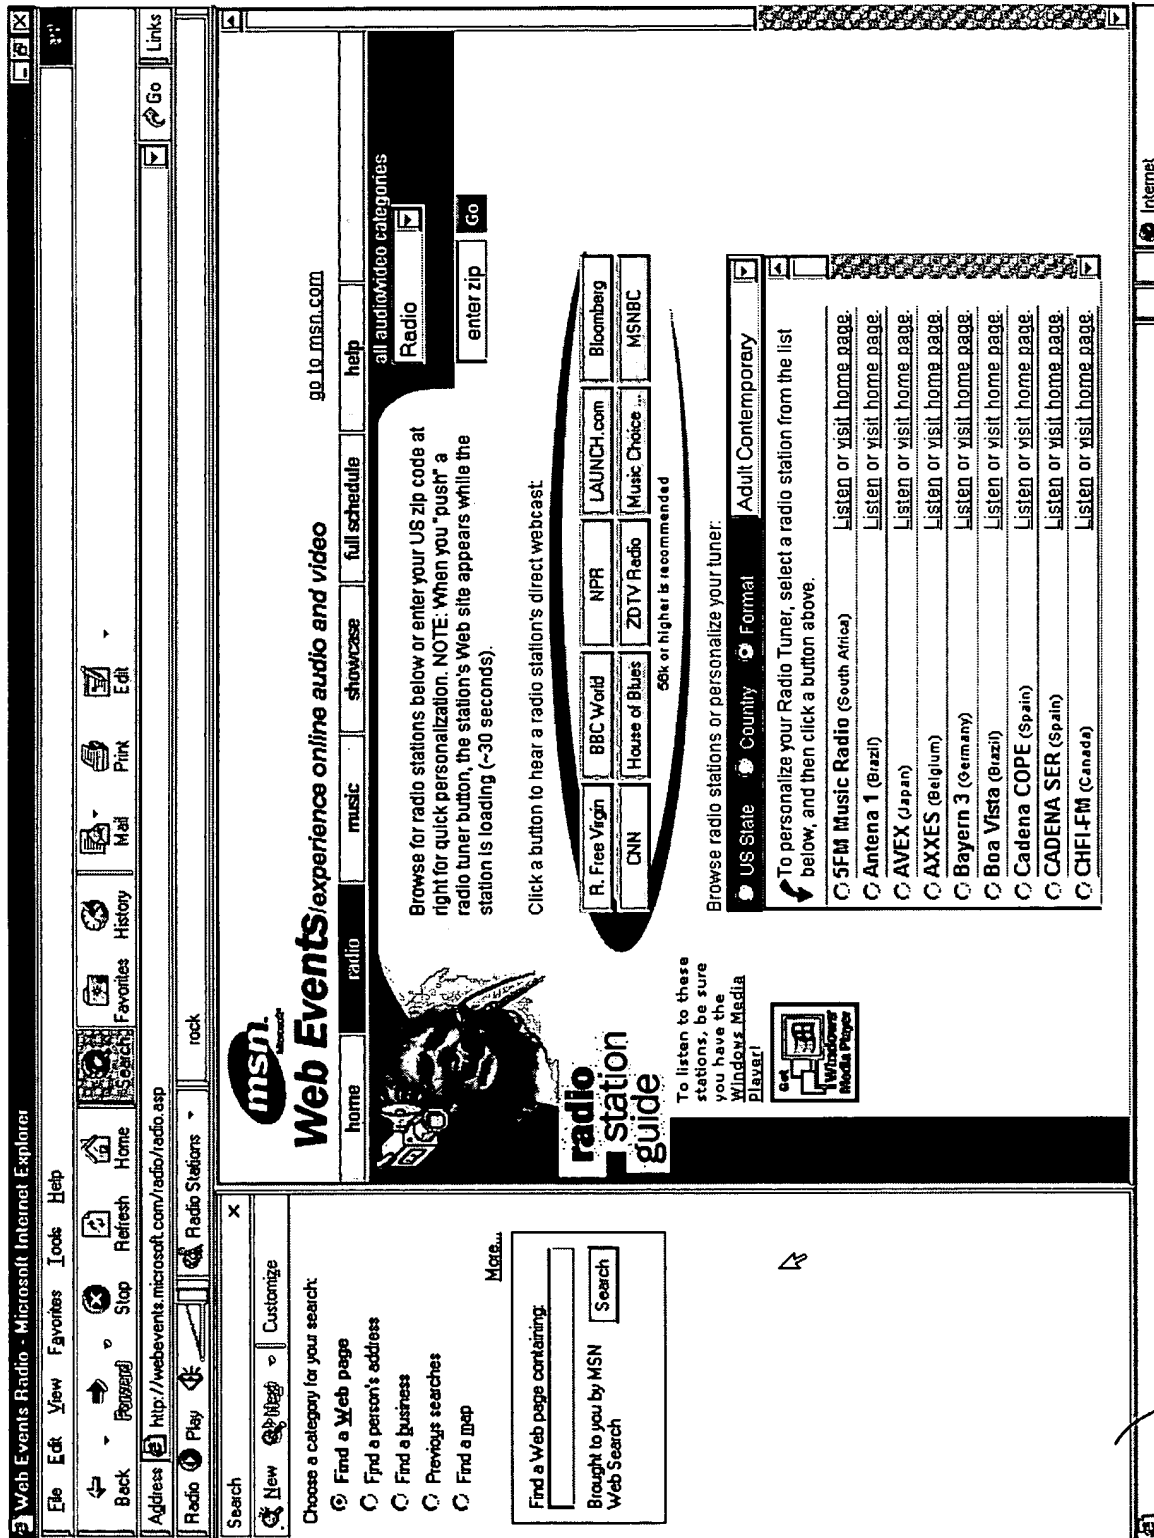 Web Events Radio - Microsoft Internet Explorer
File Edit View Favorites Tools Help
Back Forward Stop Refresh Home Search Favorites History Mail Print Edit
Address http://webevents.microsoft.com/radio/radio.asp Go Links
Radio Play Radio Stations rock
Search
New Next Customize
Choose a category for your search:
Find a Web page
Find a person's address
Find a business
Previous searches
Find a map
More...
Find a Web page containing:
Brought to you by MSN
Web Search
Search
msn.
Microsoft
go to msn.com
Web Events/experience online audio and video
home radio music showcase full schedule help
all audio/video categories
Radio
enter zip Go
radio
station
guide
Browse for radio stations below or enter your US zip code at
right for quick personalization. NOTE: When you "push" a
radio tuner button, the station's Web site appears while the
station is loading (~30 seconds).
Click a button to hear a radio station's direct webcast:
R. Free Virgin BBC World NPR LAUNCH.com Bloomberg
CNN House of Blues ZDTV Radio Music Choice ... MSNBC
56k or higher is recommended
To listen to these
stations, be sure
you have the
Windows Media
Player!
Get
Windows
Media Player
Browse radio stations or personalize your tuner:
US State Country Format Adult Contemporary
To personalize your Radio Tuner, select a radio station from the list
below, and then click a button above.
5FM Music Radio (South Africa) Listen or visit home page.
Antena 1 (Brazil) Listen or visit home page.
AVEX (Japan) Listen or visit home page.
AXXES (Belgium) Listen or visit home page.
Bayern 3 (Germany) Listen or visit home page.
Boa Vista (Brazil) Listen or visit home page.
Cadena COPE (Spain) Listen or visit home page.
CADENA SER (Spain) Listen or visit home page.
CHFI-FM (Canada) Listen or visit home page.
Internet